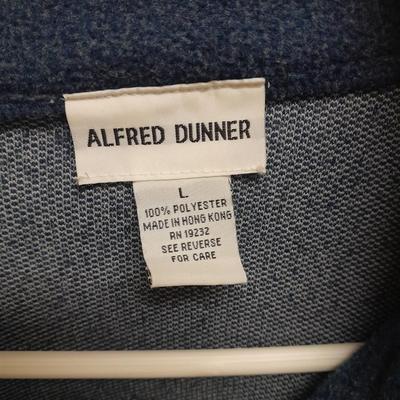 ALFRED DUNNER
L
100% POLYESTER
MADE IN HONG KONG
RN 19232
SEE REVERSE
FOR CARE